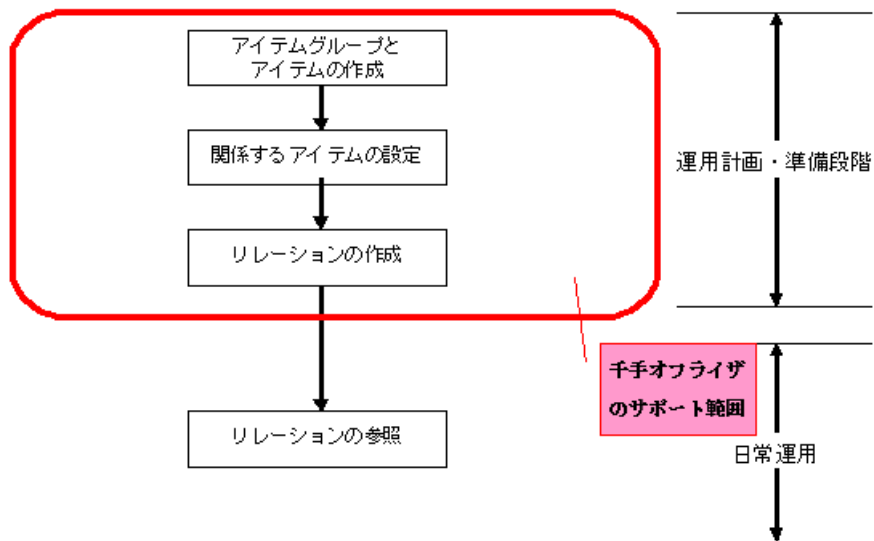 アイテムグループと
アイテムの作成
関係するアイテムの設定
運用計画・準備段階
リレーションの作成
千手オフライザ
のサポート範囲
リレーションの参照
日常運用